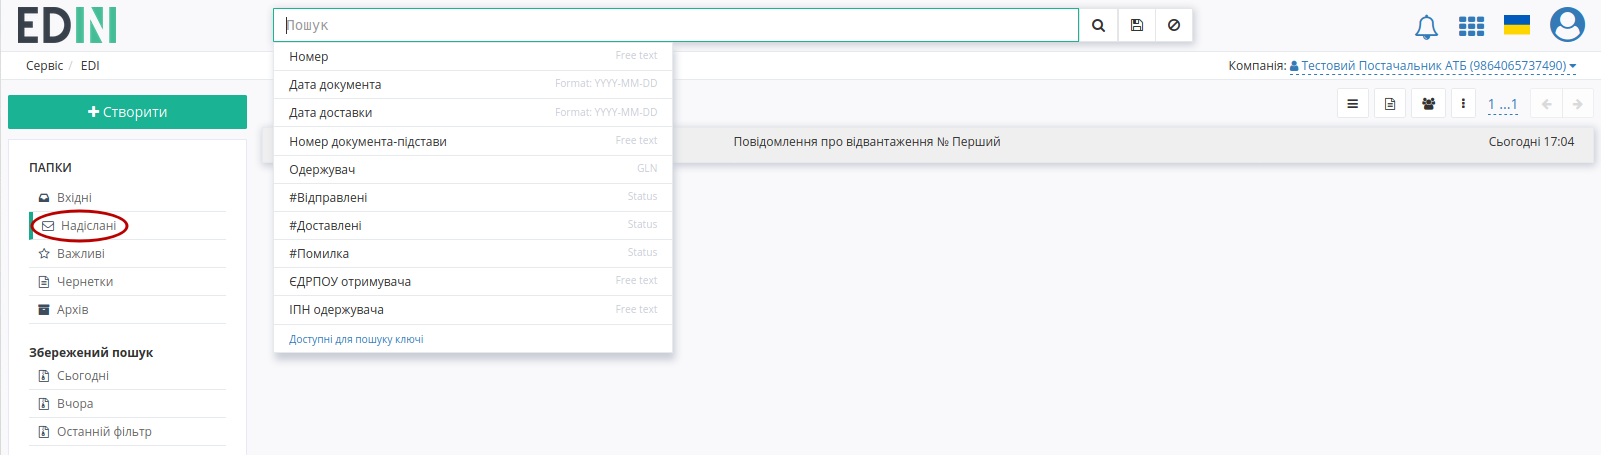 EDIN
Пошук
Сервіс / EDI
Компанія: Тестовий Постачальник АТБ (9864065737490)
Створити
1 ...1
Номер Free text
Дата документа Format: YYYY-MM-DD
Дата доставки Format: YYYY-MM-DD
Номер документа-підстави Free text
Одержувач GLN
#Відправлені Status
#Доставлені Status
#Помилка Status
ЄДРПОУ отримувача Free text
ІПН одержувача Free text
Доступні для пошуку ключі
Повідомлення про відвантаження № Перший Сьогодні 17:04
ПАПКИ
Вхідні
Надіслані
Важливі
Чернетки
Архів
Збережений пошук
Сьогодні
Вчора
Останній фільтр